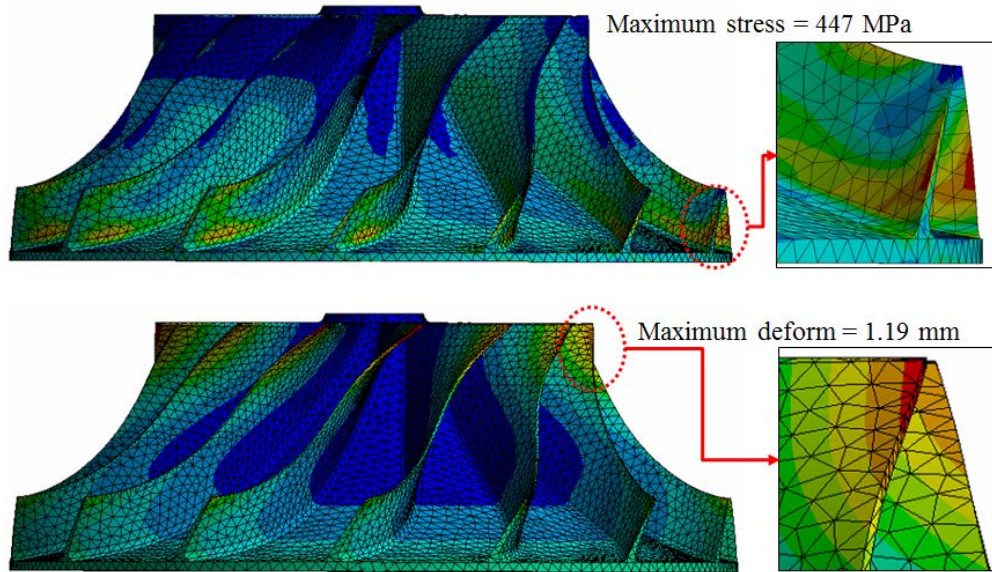 Maximum stress = 447 MPa
Maximum deform = 1.19 mm